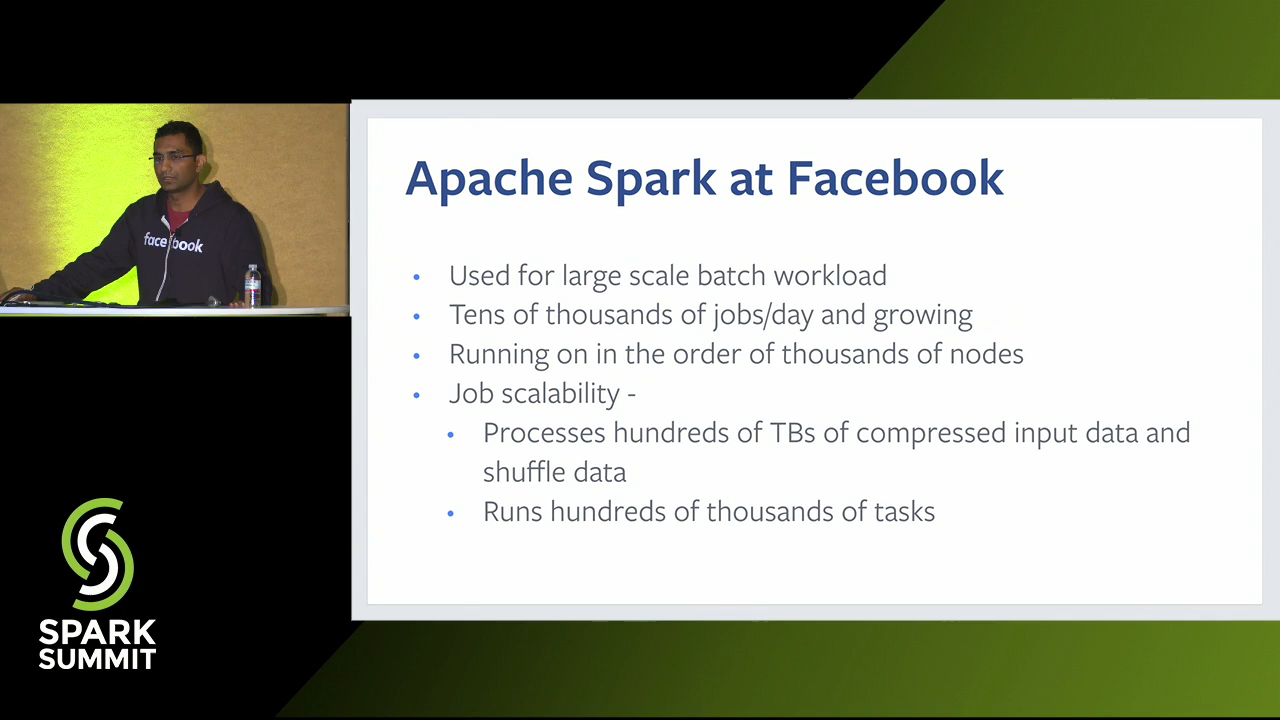 Apache Spark at Facebook
• Used for large scale batch workload
• Tens of thousands of jobs/day and growing
• Running on in the order of thousands of nodes
• Job scalability -
• Processes hundreds of TBs of compressed input data and
shuffle data
• Runs hundreds of thousands of tasks
facebook
SPARK
SUMMIT